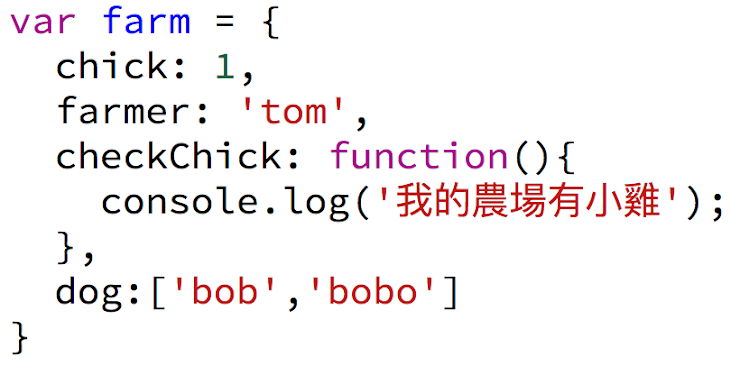 var farm = {
  chick: 1,
  farmer: 'tom',
  checkChick: function(){
    console.log('我的農場有小雞');
  },
  dog:['bob','bobo']
}